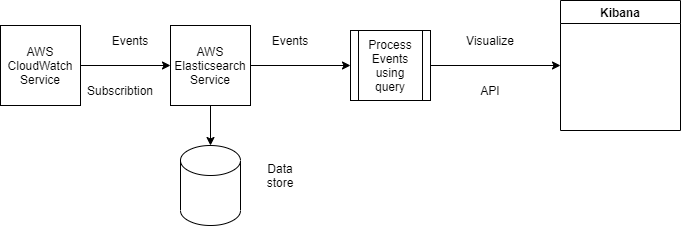 Kibana
Events
Events
Visualize
AWS
CloudWatch
Service
AWS
Elasticsearch
Service
Process
Events
using
query
Subscribtion
API
Data
store